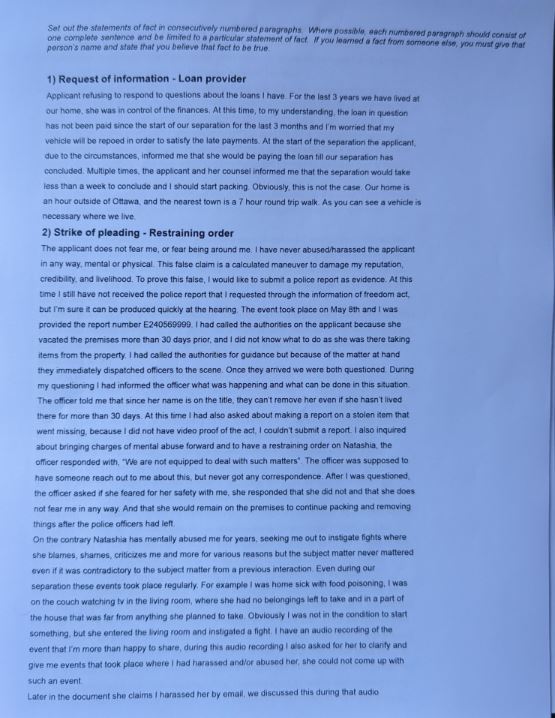 Set out the statements of fact in consecutively numbered paragraphs. Where possible, each numbered paragraph should consist of
one complete sentence and be limited to a particular statement of fact. If you learned a fact from someone else, you must give that
person's name and state that you believe that fact to be true.
1) Request of information - Loan provider
Applicant refusing to respond to questions about the loans I have. For the last 3 years we have lived at
our home, she was in control of the finances. At this time, to my understanding, the loan in question
has not been paid since the start of our separation for the last 3 months and I'm worried that my
vehicle will be repoed in order to satisfy the late payments. At the start of the separation the applicant,
due to the circumstances, informed me that she would be paying the loan till our separation has
concluded. Multiple times, the applicant and her counsel informed me that the separation would take
less than a week to conclude and I should start packing. Obviously, this is not the case. Our home is
an hour outside of Ottawa, and the nearest town is a 7 hour round trip walk. As you can see a vehicle is
necessary where we live.
2) Strike of pleading - Restraining order
The applicant does not fear me, or fear being around me. I have never abused/harassed the applicant
in any way, mental or physical. This false claim is a calculated maneuver to damage my reputation,
credibility, and livelihood. To prove this false, I would like to submit a police report as evidence. At this
time I still have not received the police report that I requested through the information of freedom act,
but I'm sure it can be produced quickly at the hearing. The event took place on May 8th and I was
provided the report number E240569999. I had called the authorities on the applicant because she
vacated the premises more than 30 days prior, and I did not know what to do as she was there taking
items from the property. I had called the authorities for guidance but because of the matter at hand
they immediately dispatched officers to the scene. Once they arrived we were both questioned. During
my questioning I had informed the officer what was happening and what can be done in this situation.
The officer told me that since her name is on the title, they can't remove her even if she hasn't lived
there for more than 30 days. At this time I had also asked about making a report on a stolen item that
went missing, because I did not have video proof of the act, I couldn't submit a report. I also inquired
about bringing charges of mental abuse forward and to have a restraining order on Natashia, the
officer responded with, "We are not equipped to deal with such matters". The officer was supposed to
have someone reach out to me about this, but never got any correspondence. After I was questioned,
the officer asked if she feared for her safety with me, she responded that she did not and that she does
not fear me in any way. And that she would remain on the premises to continue packing and removing
things after the police officers had left.
On the contrary Natashia has mentally abused me for years, seeking me out to instigate fights where
she blames, shames, criticizes me and more for various reasons but the subject matter never mattered
even if it was contradictory to the subject matter from a previous interaction. Even during our
separation these events took place regularly. For example I was home sick with food poisoning, I was
on the couch watching tv in the living room, where she had no belongings left to take and in a part of
the house that was far from anything she planned to take. Obviously I was not in the condition to start
something, but she entered the living room and instigated a fight. I have an audio recording of the
event that I'm more than happy to share, during this audio recording I also asked for her to clarify and
give me events that took place where I had harassed and/or abused her, she could not come up with
such an event.
Later in the document she claims I harassed her by email, we discussed this during that audio